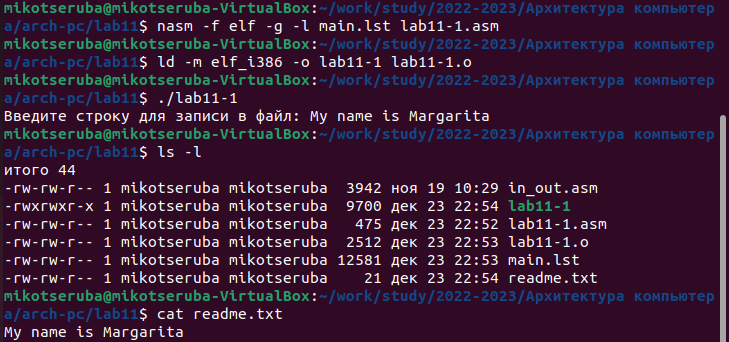 mikotseruba@mikotseruba-VirtualBox:~/work/study/2022-2023/Архитектура компьютер
а/arch-pc/lab11$ nasm -f elf -g -l main.lst lab11-1.asm
mikotseruba@mikotseruba-VirtualBox:~/work/study/2022-2023/Архитектура компьютер
а/arch-pc/lab11$ ld -m elf_i386 -o lab11-1 lab11-1.o
mikotseruba@mikotseruba-VirtualBox:~/work/study/2022-2023/Архитектура компьютер
а/arch-pc/lab11$ ./lab11-1
Введите строку для записи в файл: My name is Margarita
mikotseruba@mikotseruba-VirtualBox:~/work/study/2022-2023/Архитектура компьютер
а/arch-pc/lab11$ ls -l
итого 44
-rw-rw-r-- 1 mikotseruba mikotseruba  3942 ноя 19 10:29 in_out.asm
-rwxrwxr-x 1 mikotseruba mikotseruba  9700 дек 23 22:54 lab11-1
-rw-rw-r-- 1 mikotseruba mikotseruba   475 дек 23 22:52 lab11-1.asm
-rw-rw-r-- 1 mikotseruba mikotseruba  2512 дек 23 22:53 lab11-1.o
-rw-rw-r-- 1 mikotseruba mikotseruba 12581 дек 23 22:53 main.lst
-rw-rw-r-- 1 mikotseruba mikotseruba    21 дек 23 22:54 readme.txt
mikotseruba@mikotseruba-VirtualBox:~/work/study/2022-2023/Архитектура компьютер
а/arch-pc/lab11$ cat readme.txt
My name is Margarita